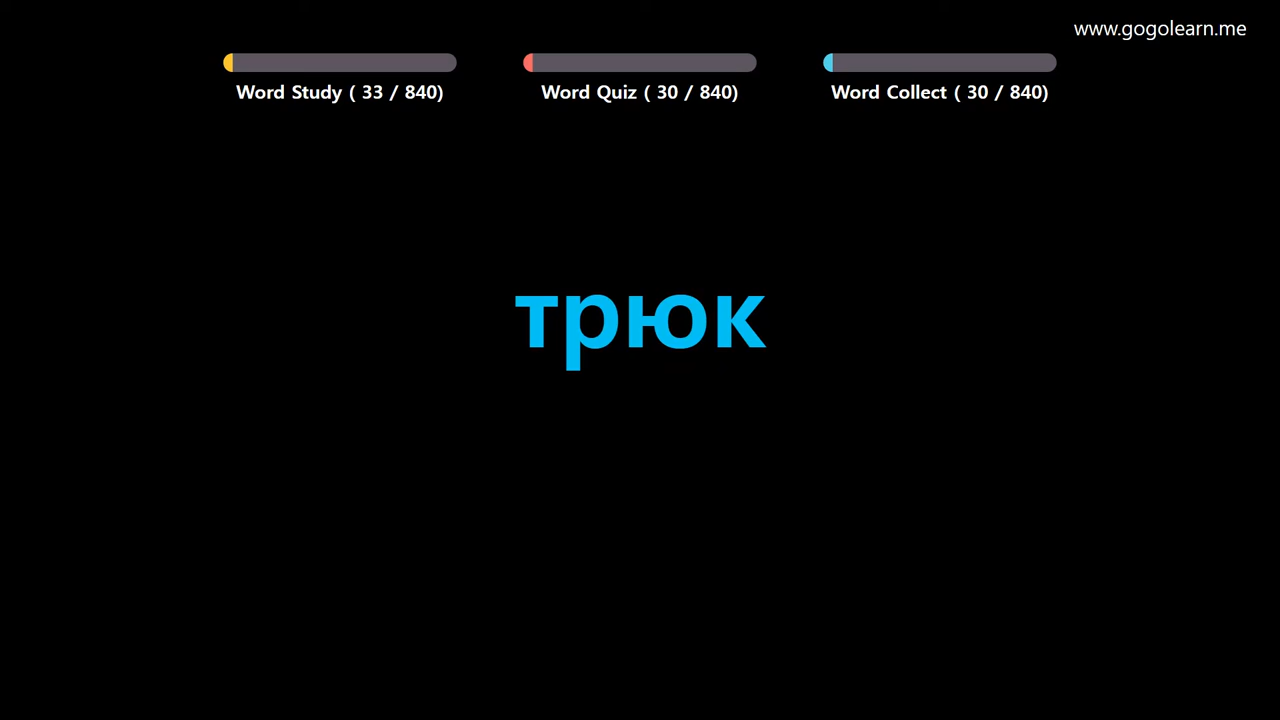 www.gogolearn.me
Word Study ( 33 / 840)
Word Quiz ( 30 / 840)
Word Collect ( 30 / 840)
трюк